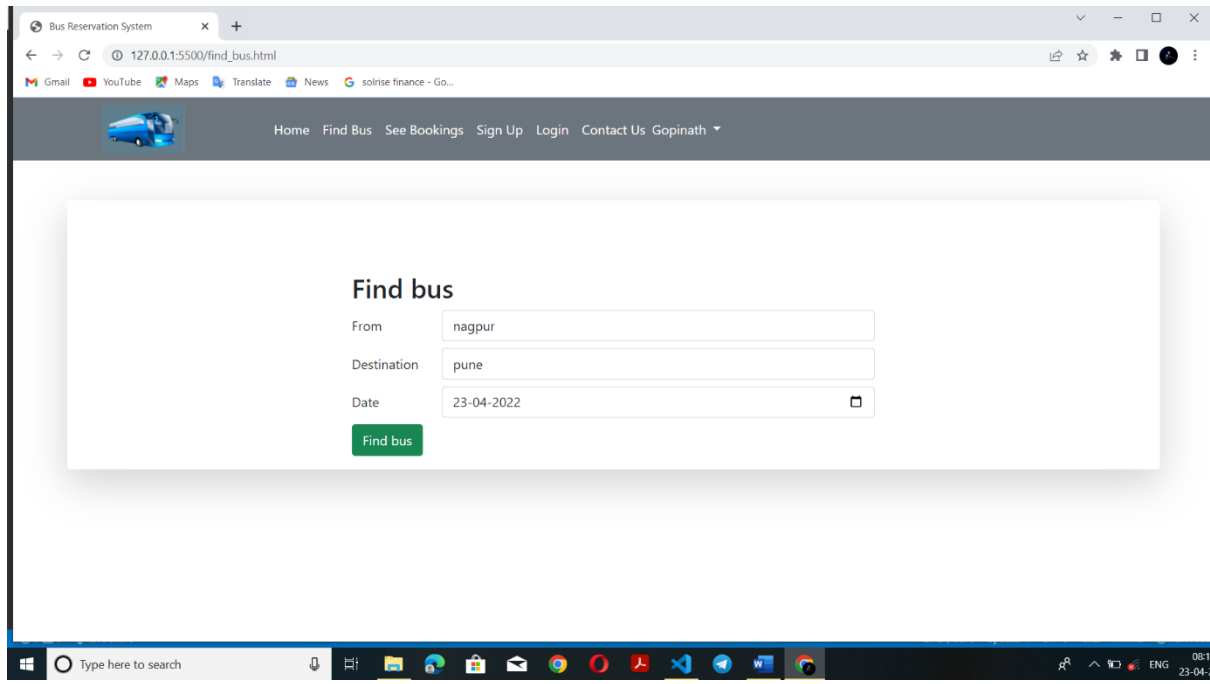 Bus Reservation System
127.0.0.1:5500/find_bus.html
Gmail YouTube Maps Translate News solrise finance - Go...
Home Find Bus See Bookings Sign Up Login Contact Us Gopinath
Find bus
From nagpur
Destination pune
Date 23-04-2022
Find bus
Type here to search ENG